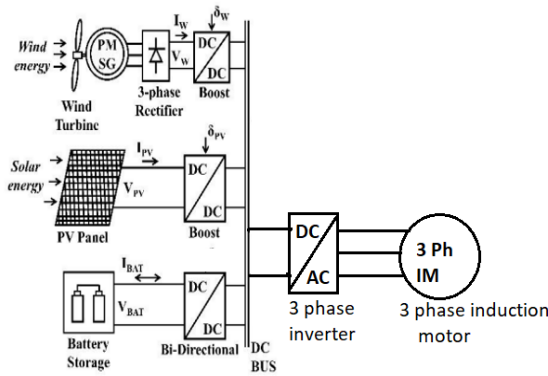 Wind
energy
PM
SG
Wind
Turbine
3-phase
Rectifier
I_W
V_W
δ_W
DC
DC
Boost
Solar
energy
PV Panel
I_PV
V_PV
δ_PV
DC
DC
Boost
Battery
Storage
I_BAT
V_BAT
DC
DC
Bi-Directional
DC
BUS
DC
AC
3 phase
inverter
3 Ph
IM
3 phase induction
motor